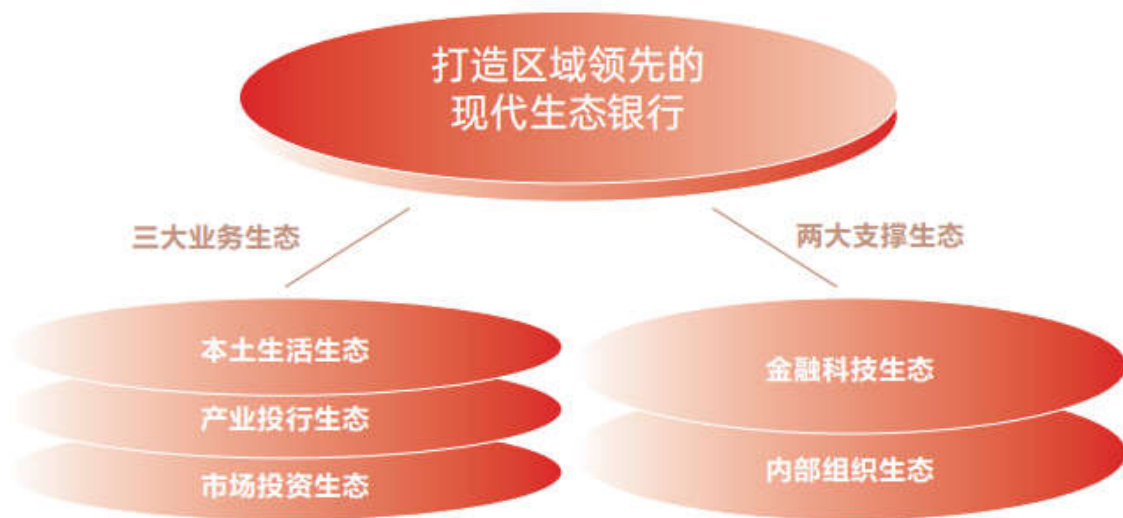 打造区域领先的
现代生态银行
三大业务生态
两大支撑生态
本土生活生态
产业投行生态
市场投资生态
金融科技生态
内部组织生态